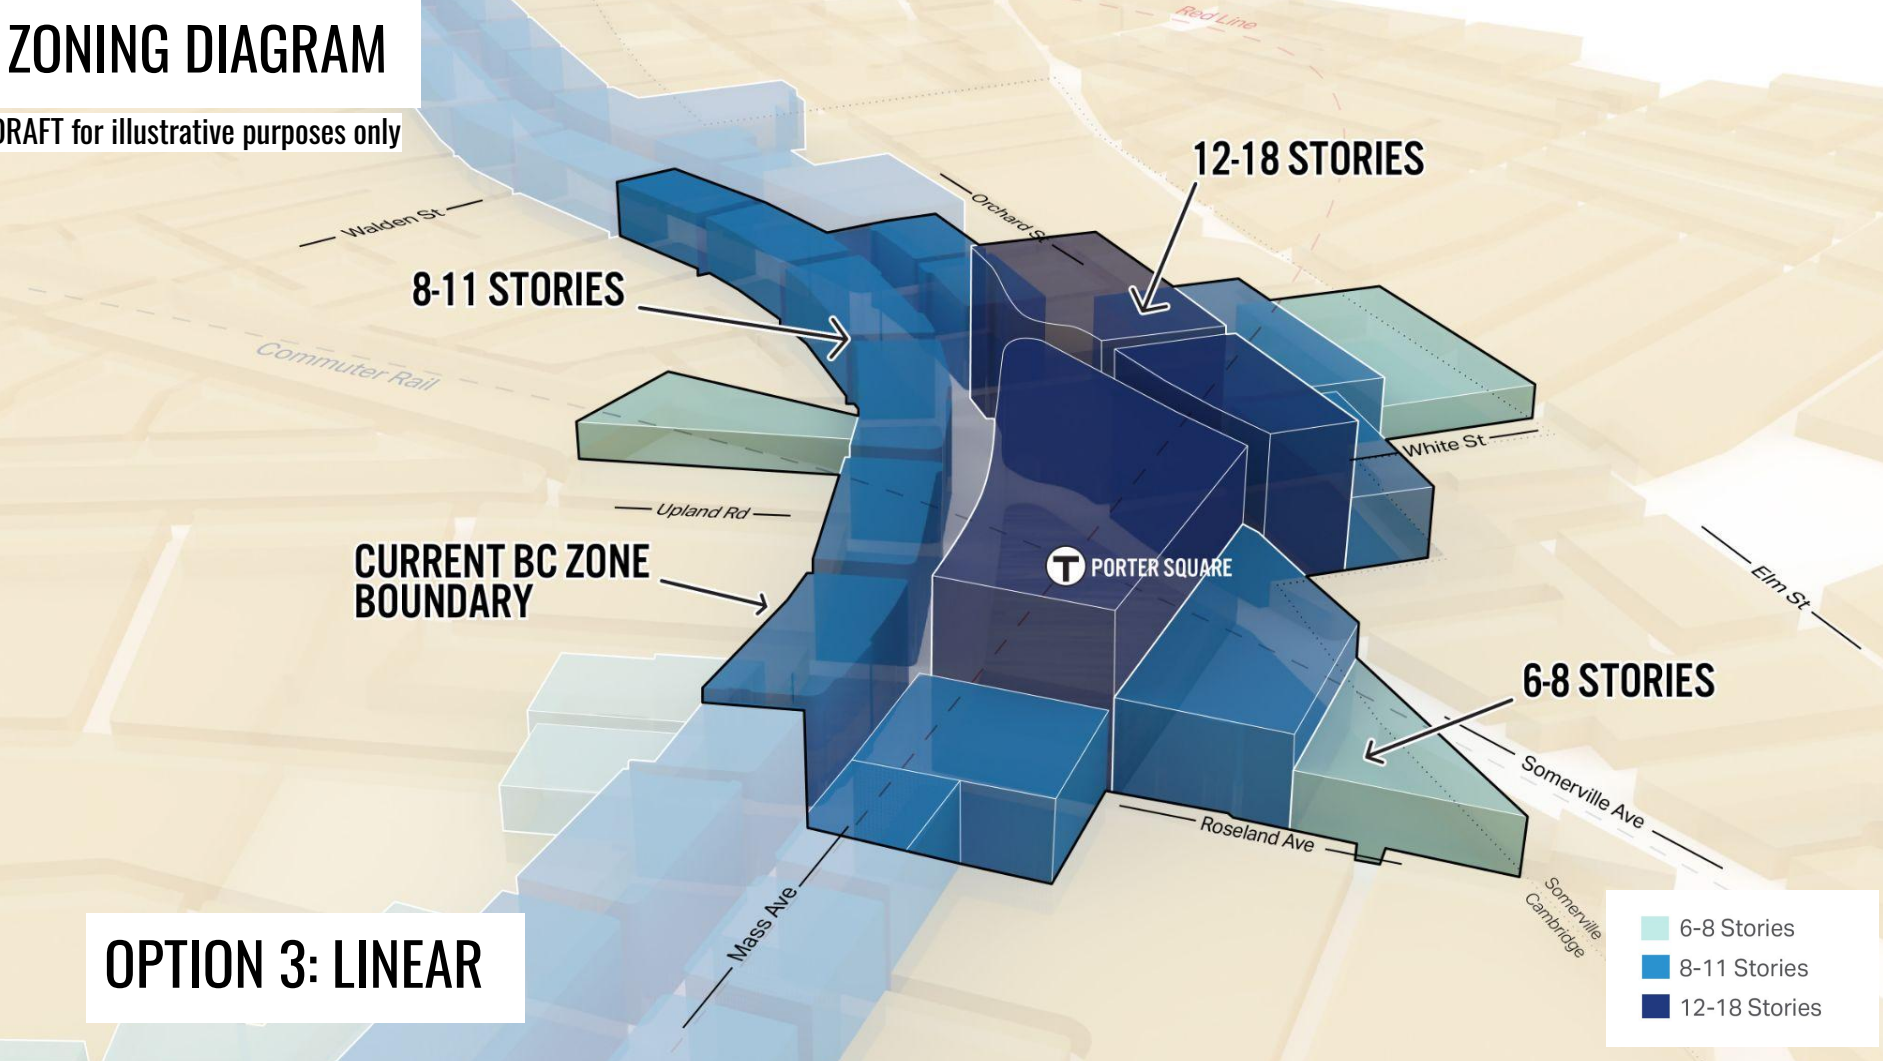 ZONING DIAGRAM
DRAFT for illustrative purposes only
Red Line
12-18 STORIES
Orchard St
Walden St
8-11 STORIES
Commuter Rail
White St
Upland Rd
CURRENT BC ZONE
BOUNDARY
T PORTER SQUARE
Elm St
6-8 STORIES
Somerville Ave
Roseland Ave
Mass Ave
Somerville
Cambridge
OPTION 3: LINEAR
6-8 Stories
8-11 Stories
12-18 Stories